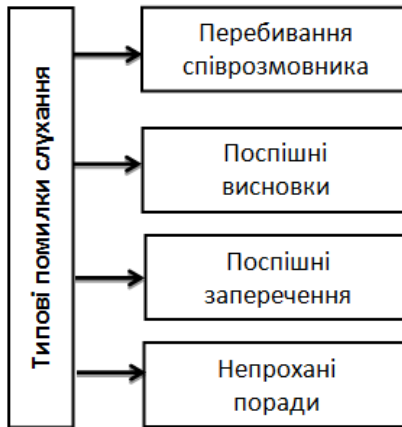 Типові помилки слухання
Перебивання
співрозмовника
Поспішні
висновки
Поспішні
заперечення
Непрохані
поради